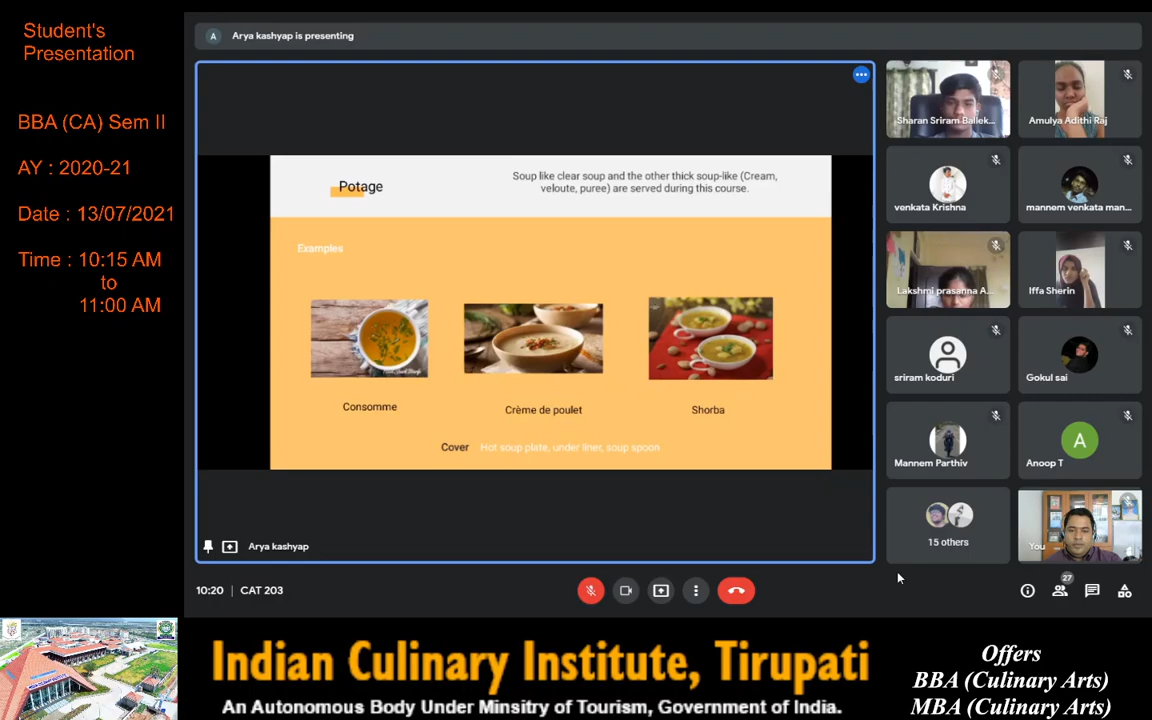 Student's
Presentation
BBA (CA) Sem II
AY : 2020-21
Date : 13/07/2021
Time : 10:15 AM
to
11:00 AM
A
Arya kashyap is presenting
Potage
Soup like clear soup and the other thick soup-like (Cream,
veloute, puree) are served during this course.
Examples
Consomme
Crème de poulet
Shorba
Cover Hot soup plate, under liner, soup spoon
Arya kashyap
Sharan Sriram Ballek...
Amulya Adithi Raj
venkata Krishna
mannem venkata man...
Lakshmi prasanna A...
Iffa Sherin
sriram koduri
Gokul sai
Mannem Parthiv
A
Anoop T
15 others
You
10:20 | CAT 203
27
Indian Culinary Institute, Tirupati
An Autonomous Body Under Minsitry of Tourism, Government of India.
Offers
BBA (Culinary Arts)
MBA (Culinary Arts)